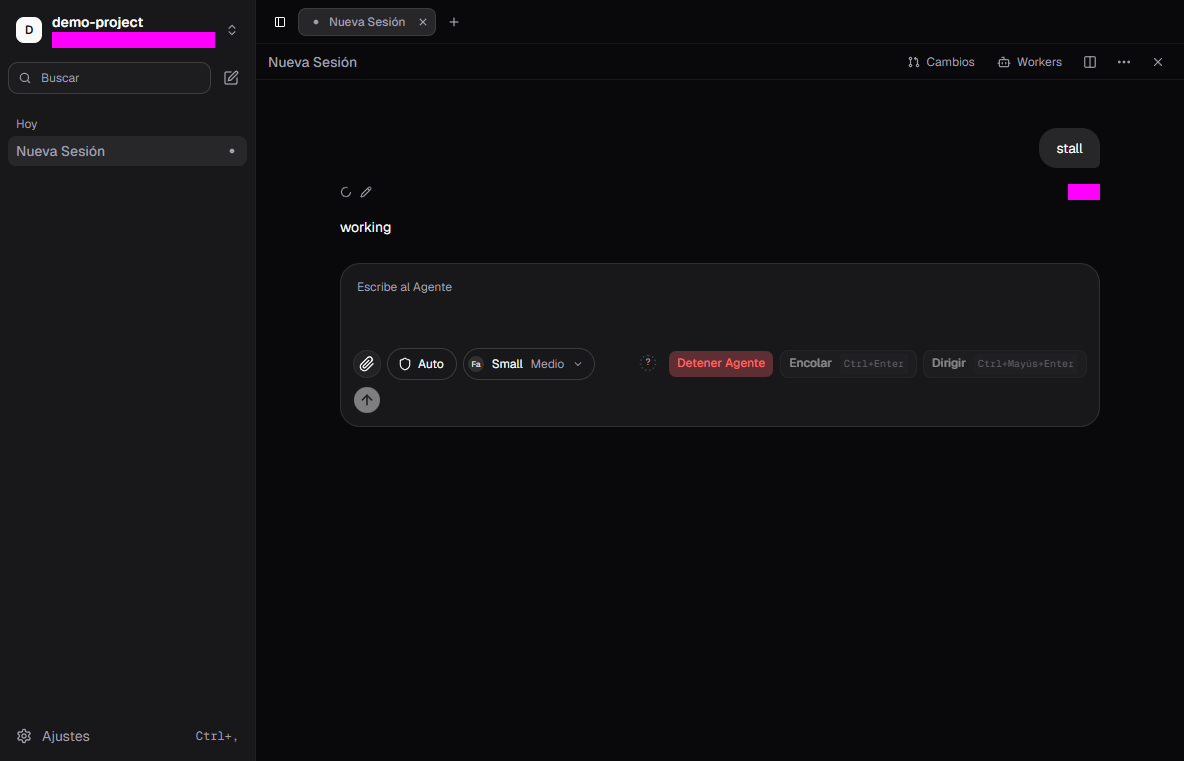 D
demo-project
Buscar
Hoy
Nueva Sesión
Ajustes
Ctrl+,
Nueva Sesión
Nueva Sesión
Cambios
Workers
stall
working
Escribe al Agente
Auto
Fa Small Medio
?
Detener Agente
Encolar Ctrl+Enter
Dirigir Ctrl+Mayús+Enter